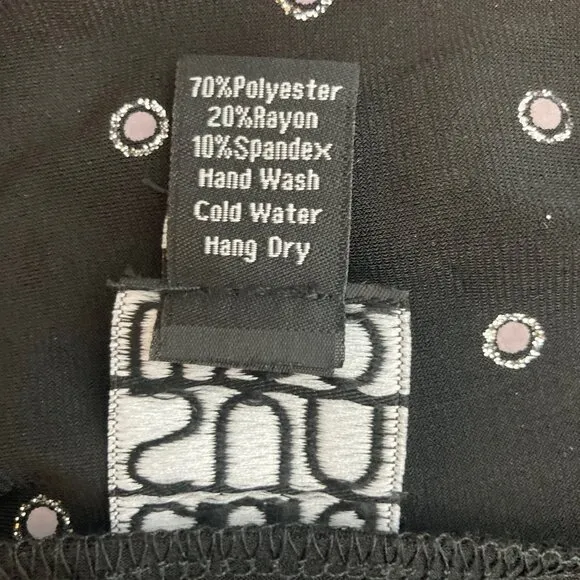 70%Polyester
20%Rayon
10%Spandex
Hand Wash
Cold Water
Hang Dry